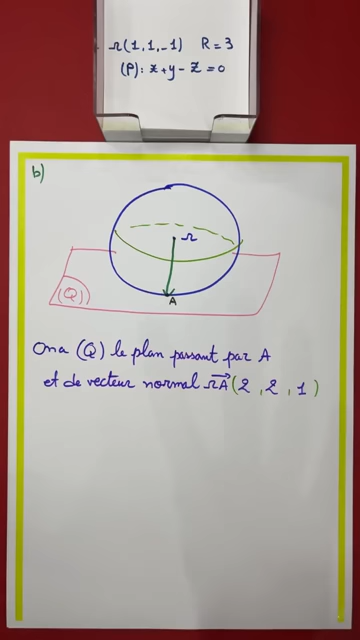 Ω(1,1,-1) R=3
(P): x+y-z=0
b)
Ω
A
(Q)
On a (Q) le plan passant par A
et de vecteur normal ΩA⃗(2, 2, 1)